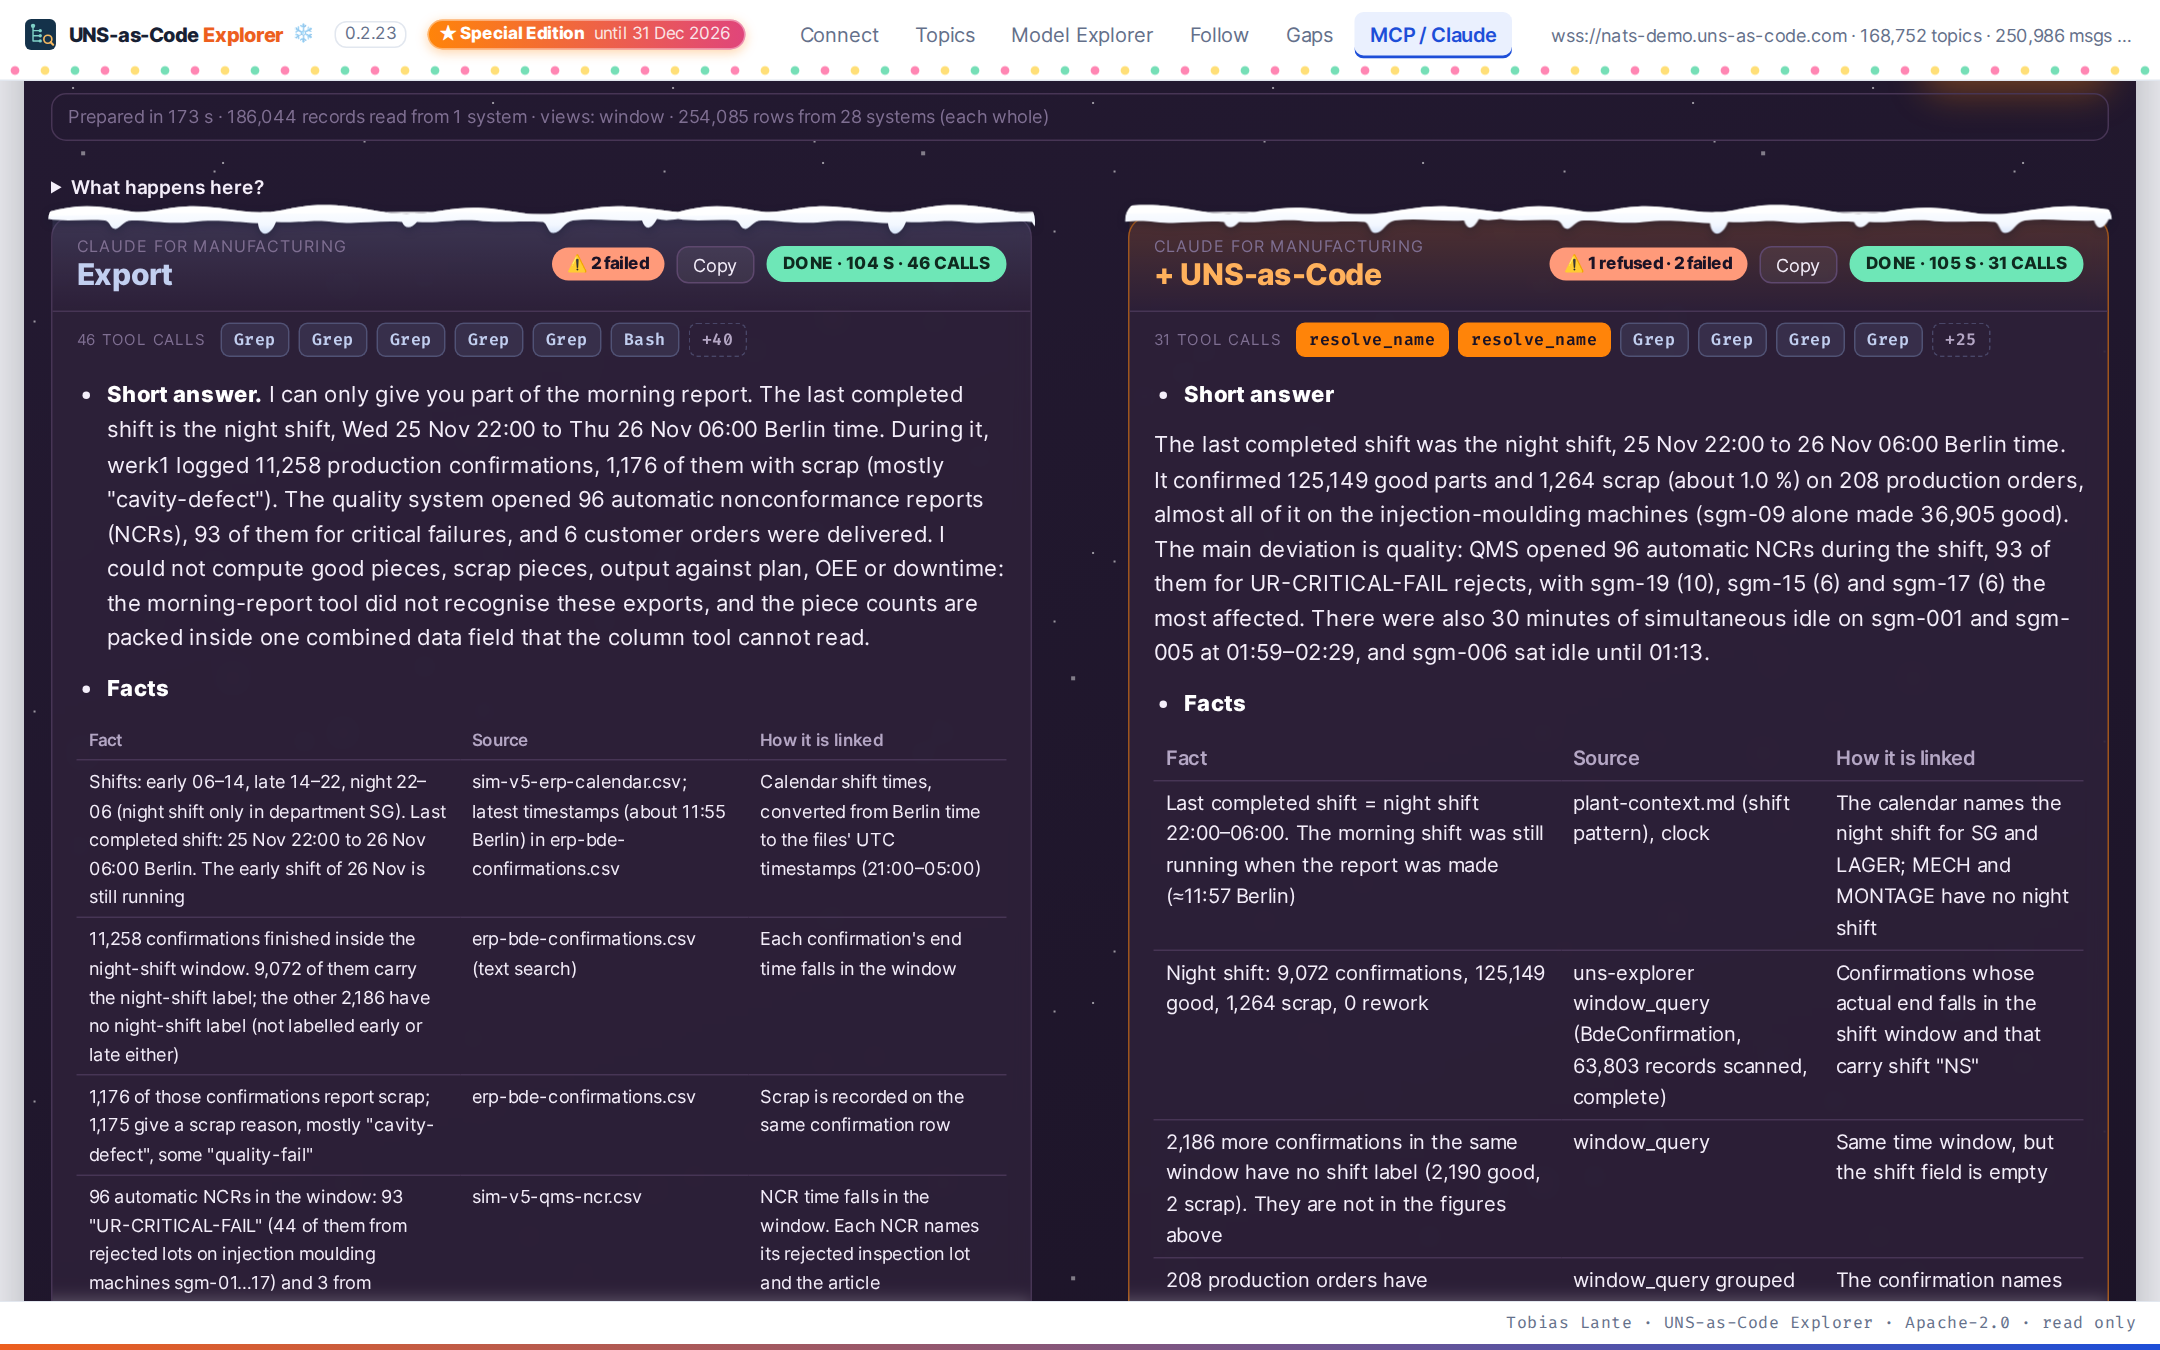 UNS-as-Code Explorer
0.2.23
★ Special Edition until 31 Dec 2026
Connect
Topics
Model Explorer
Follow
Gaps
MCP / Claude
wss://nats-demo.uns-as-code.com · 168,752 topics · 250,986 msgs ...
Prepared in 173 s · 186,044 records read from 1 system · views: window · 254,085 rows from 28 systems (each whole)
▶ What happens here?
CLAUDE FOR MANUFACTURING
Export
⚠ 2 failed
Copy
DONE · 104 S · 46 CALLS
46 TOOL CALLS
Grep
Grep
Grep
Grep
Grep
Bash
+40
• Short answer. I can only give you part of the morning report. The last completed
shift is the night shift, Wed 25 Nov 22:00 to Thu 26 Nov 06:00 Berlin time. During it,
werk1 logged 11,258 production confirmations, 1,176 of them with scrap (mostly
"cavity-defect"). The quality system opened 96 automatic nonconformance reports
(NCRs), 93 of them for critical failures, and 6 customer orders were delivered. I
could not compute good pieces, scrap pieces, output against plan, OEE or downtime:
the morning-report tool did not recognise these exports, and the piece counts are
packed inside one combined data field that the column tool cannot read.
• Facts
Fact
Source
How it is linked
Shifts: early 06–14, late 14–22, night 22–
06 (night shift only in department SG). Last
completed shift: 25 Nov 22:00 to 26 Nov
06:00 Berlin. The early shift of 26 Nov is
still running
sim-v5-erp-calendar.csv;
latest timestamps (about 11:55
Berlin) in erp-bde-
confirmations.csv
Calendar shift times,
converted from Berlin time
to the files' UTC
timestamps (21:00–05:00)
11,258 confirmations finished inside the
night-shift window. 9,072 of them carry
the night-shift label; the other 2,186 have
no night-shift label (not labelled early or
late either)
erp-bde-confirmations.csv
(text search)
Each confirmation's end
time falls in the window
1,176 of those confirmations report scrap;
1,175 give a scrap reason, mostly "cavity-
defect", some "quality-fail"
erp-bde-confirmations.csv
Scrap is recorded on the
same confirmation row
96 automatic NCRs in the window: 93
"UR-CRITICAL-FAIL" (44 of them from
rejected lots on injection moulding
machines sgm-01...17) and 3 from
sim-v5-qms-ncr.csv
NCR time falls in the
window. Each NCR names
its rejected inspection lot
and the article
CLAUDE FOR MANUFACTURING
+ UNS-as-Code
⚠ 1 refused · 2 failed
Copy
DONE · 105 S · 31 CALLS
31 TOOL CALLS
resolve_name
resolve_name
Grep
Grep
Grep
Grep
+25
• Short answer
The last completed shift was the night shift, 25 Nov 22:00 to 26 Nov 06:00 Berlin time.
It confirmed 125,149 good parts and 1,264 scrap (about 1.0 %) on 208 production orders,
almost all of it on the injection-moulding machines (sgm-09 alone made 36,905 good).
The main deviation is quality: QMS opened 96 automatic NCRs during the shift, 93 of
them for UR-CRITICAL-FAIL rejects, with sgm-19 (10), sgm-15 (6) and sgm-17 (6) the
most affected. There were also 30 minutes of simultaneous idle on sgm-001 and sgm-
005 at 01:59–02:29, and sgm-006 sat idle until 01:13.
• Facts
Fact
Source
How it is linked
Last completed shift = night shift
22:00–06:00. The morning shift was still
running when the report was made
(≈11:57 Berlin)
plant-context.md (shift
pattern), clock
The calendar names the
night shift for SG and
LAGER; MECH and
MONTAGE have no night
shift
Night shift: 9,072 confirmations, 125,149
good, 1,264 scrap, 0 rework
uns-explorer
window_query
(BdeConfirmation,
63,803 records scanned,
complete)
Confirmations whose
actual end falls in the
shift window and that
carry shift "NS"
2,186 more confirmations in the same
window have no shift label (2,190 good,
2 scrap). They are not in the figures
above
window_query
Same time window, but
the shift field is empty
208 production orders have
window_query grouped
The confirmation names
Tobias Lante · UNS-as-Code Explorer · Apache-2.0 · read only